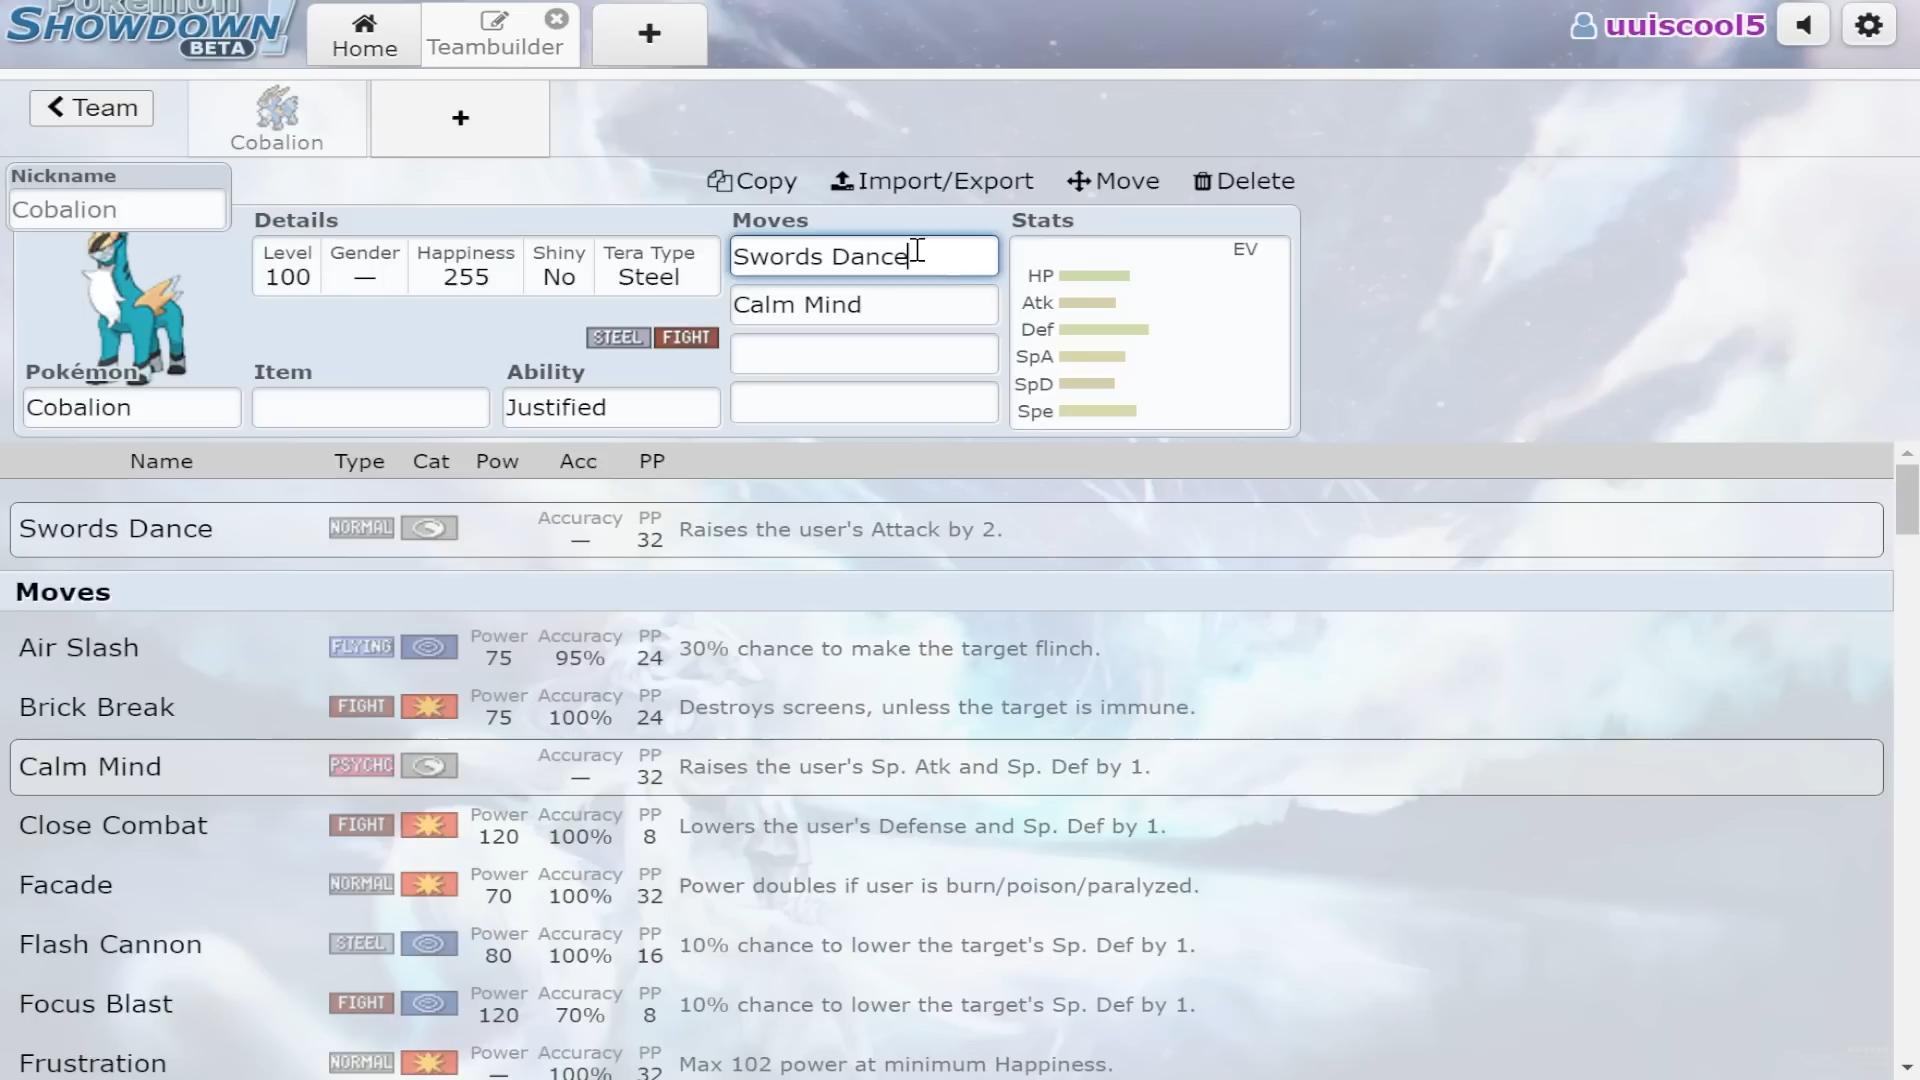 Pokémon
SHOWDOWN!
BETA
Home
Teambuilder
+
uuiscool5
Team
Cobalion
+
Nickname
Cobalion
Copy
Import/Export
Move
Delete
Details
Level
100
Gender
—
Happiness
255
Shiny
No
Tera Type
Steel
STEEL
FIGHT
Pokémon
Cobalion
Item
Ability
Justified
Moves
Swords Dance
Calm Mind
Stats
EV
HP
Atk
Def
SpA
SpD
Spe
Name Type Cat Pow Acc PP
Swords Dance NORMAL Accuracy — PP 32 Raises the user's Attack by 2.
Moves
Air Slash FLYING Power 75 Accuracy 95% PP 24 30% chance to make the target flinch.
Brick Break FIGHT Power 75 Accuracy 100% PP 24 Destroys screens, unless the target is immune.
Calm Mind PSYCHC Accuracy — PP 32 Raises the user's Sp. Atk and Sp. Def by 1.
Close Combat FIGHT Power 120 Accuracy 100% PP 8 Lowers the user's Defense and Sp. Def by 1.
Facade NORMAL Power 70 Accuracy 100% PP 32 Power doubles if user is burn/poison/paralyzed.
Flash Cannon STEEL Power 80 Accuracy 100% PP 16 10% chance to lower the target's Sp. Def by 1.
Focus Blast FIGHT Power 120 Accuracy 70% PP 8 10% chance to lower the target's Sp. Def by 1.
Frustration NORMAL Power — Accuracy 100% PP 32 Max 102 power at minimum Happiness.